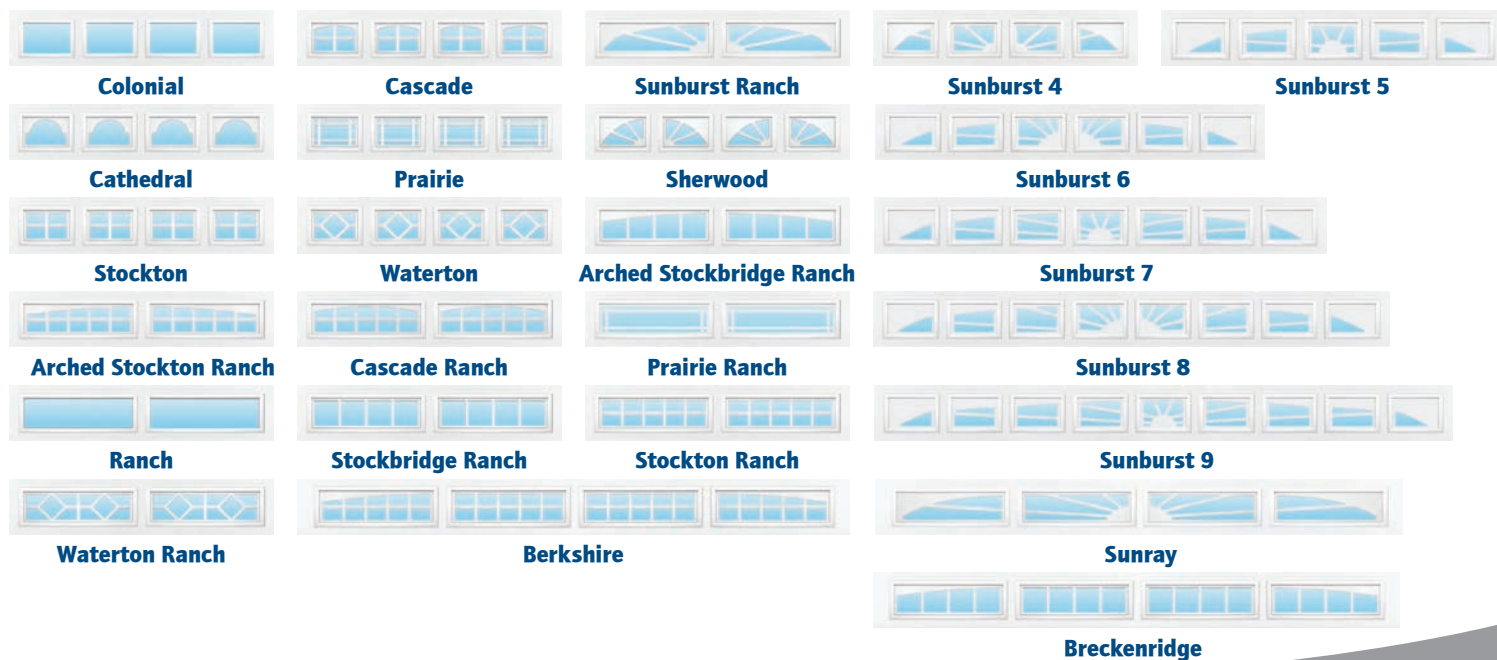 Colonial
Cascade
Sunburst Ranch
Sunburst 4
Sunburst 5
Cathedral
Prairie
Sherwood
Sunburst 6
Stockton
Waterton
Arched Stockbridge Ranch
Sunburst 7
Arched Stockton Ranch
Cascade Ranch
Prairie Ranch
Sunburst 8
Ranch
Stockbridge Ranch
Stockton Ranch
Sunburst 9
Waterton Ranch
Berkshire
Sunray
Breckenridge